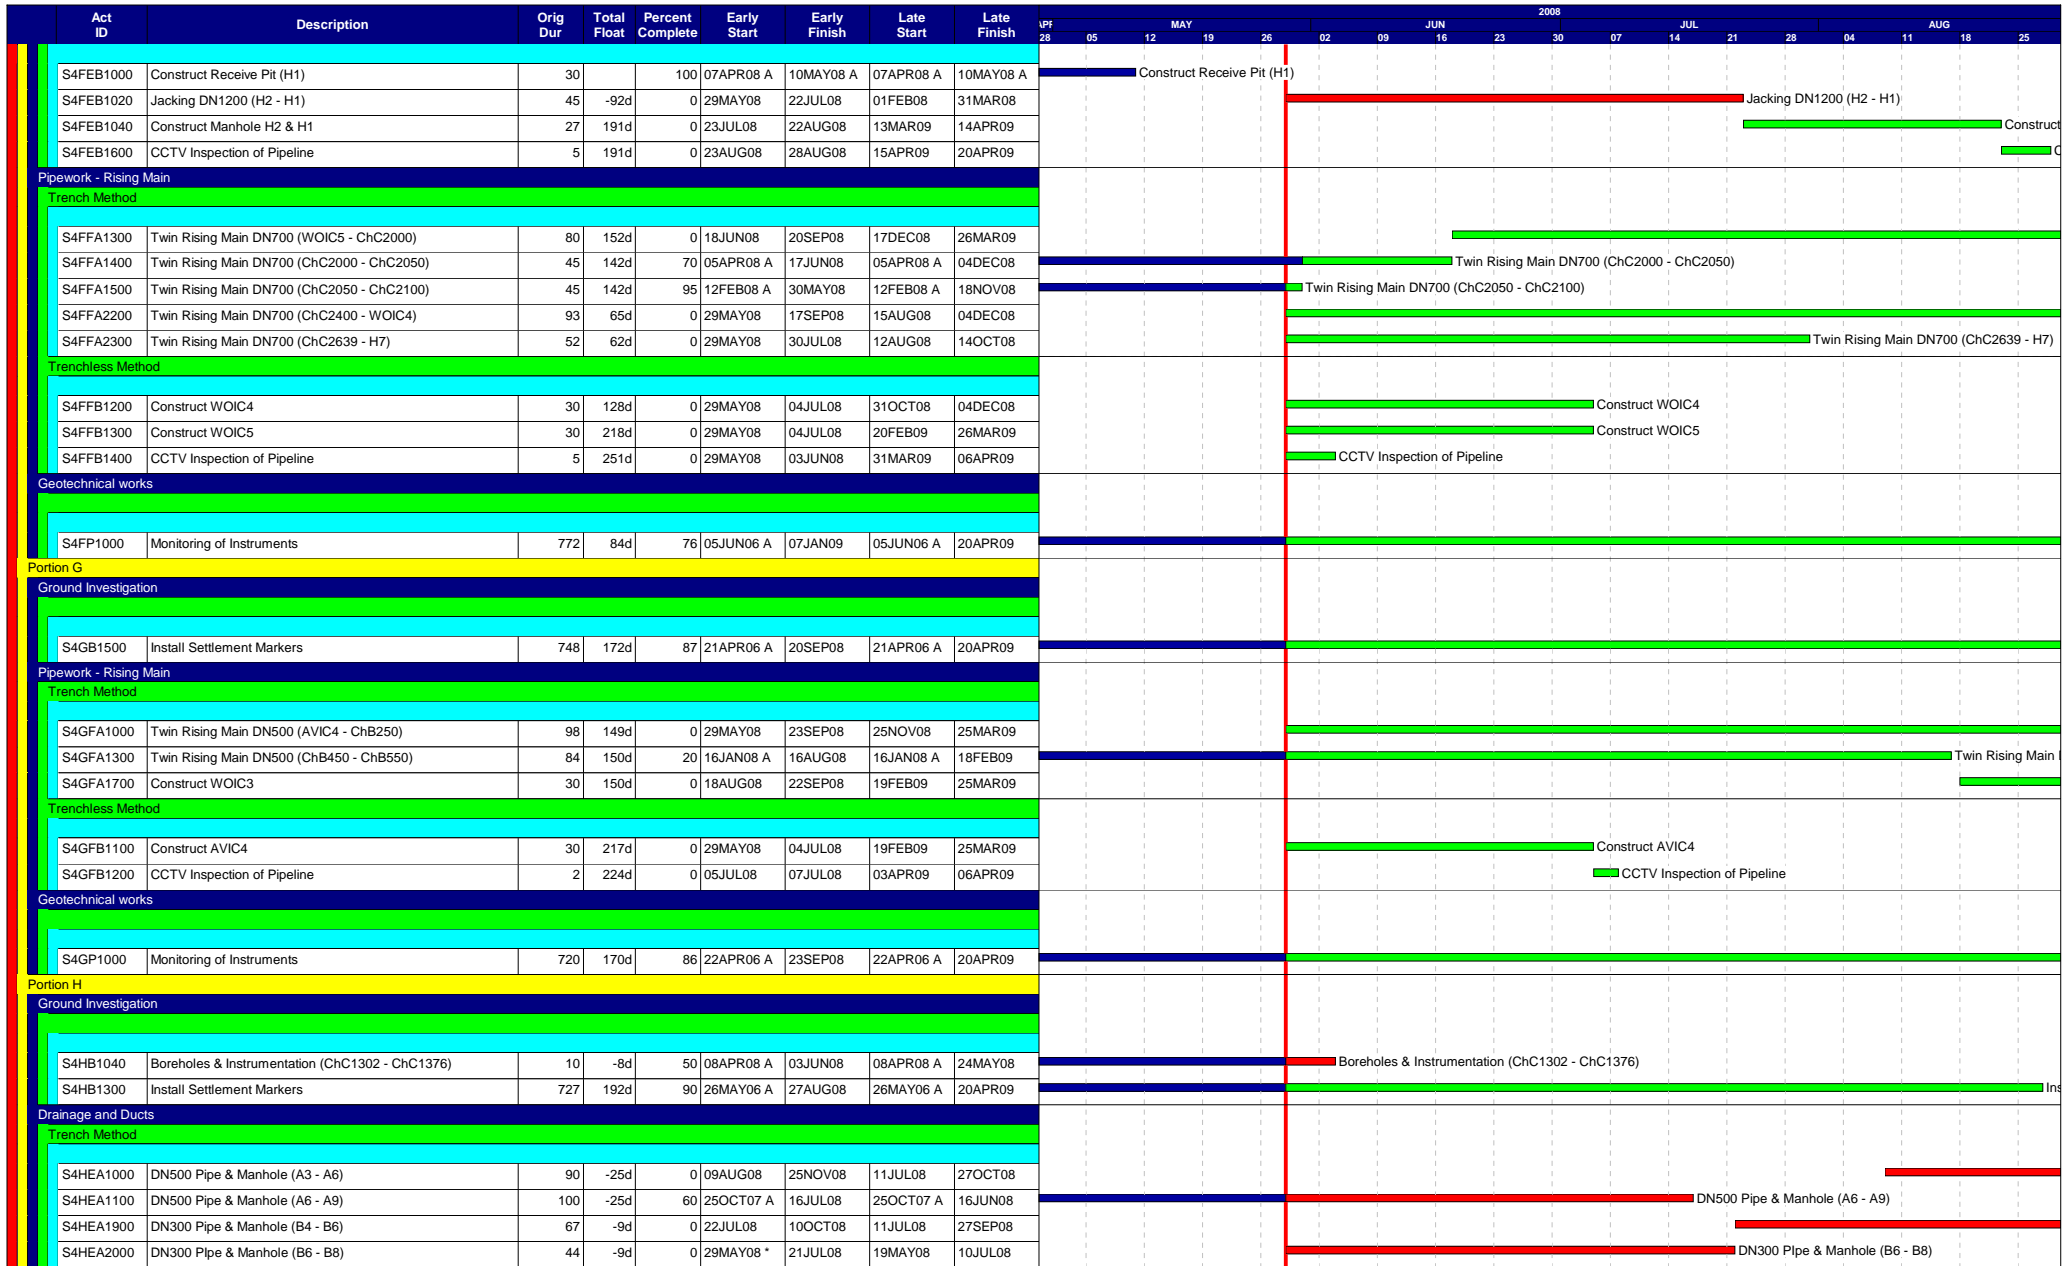 Act ID Description Orig Dur Total Float Percent Complete Early Start Early Finish Late Start Late Finish
2008
APR MAY JUN JUL AUG
28 05 12 19 26 02 09 16 23 30 07 14 21 28 04 11 18 25
S4FEB1000 Construct Receive Pit (H1) 30 100 07APR08 A 10MAY08 A 07APR08 A 10MAY08 A Construct Receive Pit (H1)
S4FEB1020 Jacking DN1200 (H2 - H1) 45 -92d 0 29MAY08 22JUL08 01FEB08 31MAR08 Jacking DN1200 (H2 - H1)
S4FEB1040 Construct Manhole H2 & H1 27 191d 0 23JUL08 22AUG08 13MAR09 14APR09 Construct
S4FEB1600 CCTV Inspection of Pipeline 5 191d 0 23AUG08 28AUG08 15APR09 20APR09
Pipework - Rising Main
Trench Method
S4FFA1300 Twin Rising Main DN700 (WOIC5 - ChC2000) 80 152d 0 18JUN08 20SEP08 17DEC08 26MAR09
S4FFA1400 Twin Rising Main DN700 (ChC2000 - ChC2050) 45 142d 70 05APR08 A 17JUN08 05APR08 A 04DEC08 Twin Rising Main DN700 (ChC2000 - ChC2050)
S4FFA1500 Twin Rising Main DN700 (ChC2050 - ChC2100) 45 142d 95 12FEB08 A 30MAY08 12FEB08 A 18NOV08 Twin Rising Main DN700 (ChC2050 - ChC2100)
S4FFA2200 Twin Rising Main DN700 (ChC2400 - WOIC4) 93 65d 0 29MAY08 17SEP08 15AUG08 04DEC08
S4FFA2300 Twin Rising Main DN700 (ChC2639 - H7) 52 62d 0 29MAY08 30JUL08 12AUG08 14OCT08 Twin Rising Main DN700 (ChC2639 - H7)
Trenchless Method
S4FFB1200 Construct WOIC4 30 128d 0 29MAY08 04JUL08 31OCT08 04DEC08 Construct WOIC4
S4FFB1300 Construct WOIC5 30 218d 0 29MAY08 04JUL08 20FEB09 26MAR09 Construct WOIC5
S4FFB1400 CCTV Inspection of Pipeline 5 251d 0 29MAY08 03JUN08 31MAR09 06APR09 CCTV Inspection of Pipeline
Geotechnical works
S4FP1000 Monitoring of Instruments 772 84d 76 05JUN06 A 07JAN09 05JUN06 A 20APR09
Portion G
Ground Investigation
S4GB1500 Install Settlement Markers 748 172d 87 21APR06 A 20SEP08 21APR06 A 20APR09
Pipework - Rising Main
Trench Method
S4GFA1000 Twin Rising Main DN500 (AVIC4 - ChB250) 98 149d 0 29MAY08 23SEP08 25NOV08 25MAR09
S4GFA1300 Twin Rising Main DN500 (ChB450 - ChB550) 84 150d 20 16JAN08 A 16AUG08 16JAN08 A 18FEB09 Twin Rising Main
S4GFA1700 Construct WOIC3 30 150d 0 18AUG08 22SEP08 19FEB09 25MAR09
Trenchless Method
S4GFB1100 Construct AVIC4 30 217d 0 29MAY08 04JUL08 19FEB09 25MAR09 Construct AVIC4
S4GFB1200 CCTV Inspection of Pipeline 2 224d 0 05JUL08 07JUL08 03APR09 06APR09 CCTV Inspection of Pipeline
Geotechnical works
S4GP1000 Monitoring of Instruments 720 170d 86 22APR06 A 23SEP08 22APR06 A 20APR09
Portion H
Ground Investigation
S4HB1040 Boreholes & Instrumentation (ChC1302 - ChC1376) 10 -8d 50 08APR08 A 03JUN08 08APR08 A 24MAY08 Boreholes & Instrumentation (ChC1302 - ChC1376)
S4HB1300 Install Settlement Markers 727 192d 90 26MAY06 A 27AUG08 26MAY06 A 20APR09 Ins
Drainage and Ducts
Trench Method
S4HEA1000 DN500 Pipe & Manhole (A3 - A6) 90 -25d 0 09AUG08 25NOV08 11JUL08 27OCT08
S4HEA1100 DN500 Pipe & Manhole (A6 - A9) 100 -25d 60 25OCT07 A 16JUL08 25OCT07 A 16JUN08 DN500 Pipe & Manhole (A6 - A9)
S4HEA1900 DN300 Pipe & Manhole (B4 - B6) 67 -9d 0 22JUL08 10OCT08 11JUL08 27SEP08
S4HEA2000 DN300 PIpe & Manhole (B6 - B8) 44 -9d 0 29MAY08 * 21JUL08 19MAY08 10JUL08 DN300 PIpe & Manhole (B6 - B8)